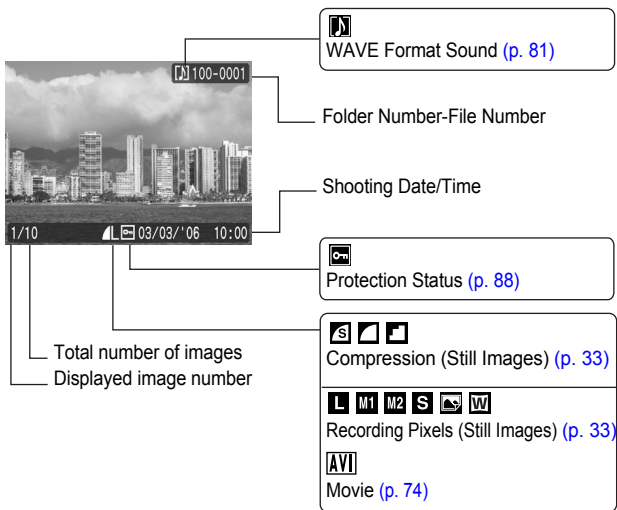 WAVE Format Sound (p. 81)
100-0001
Folder Number-File Number
Shooting Date/Time
1/10 L 03/03/'06 10:00
Protection Status (p. 88)
S
Compression (Still Images) (p. 33)
Total number of images
Displayed image number
L M1 M2 S W
Recording Pixels (Still Images) (p. 33)
AVI
Movie (p. 74)